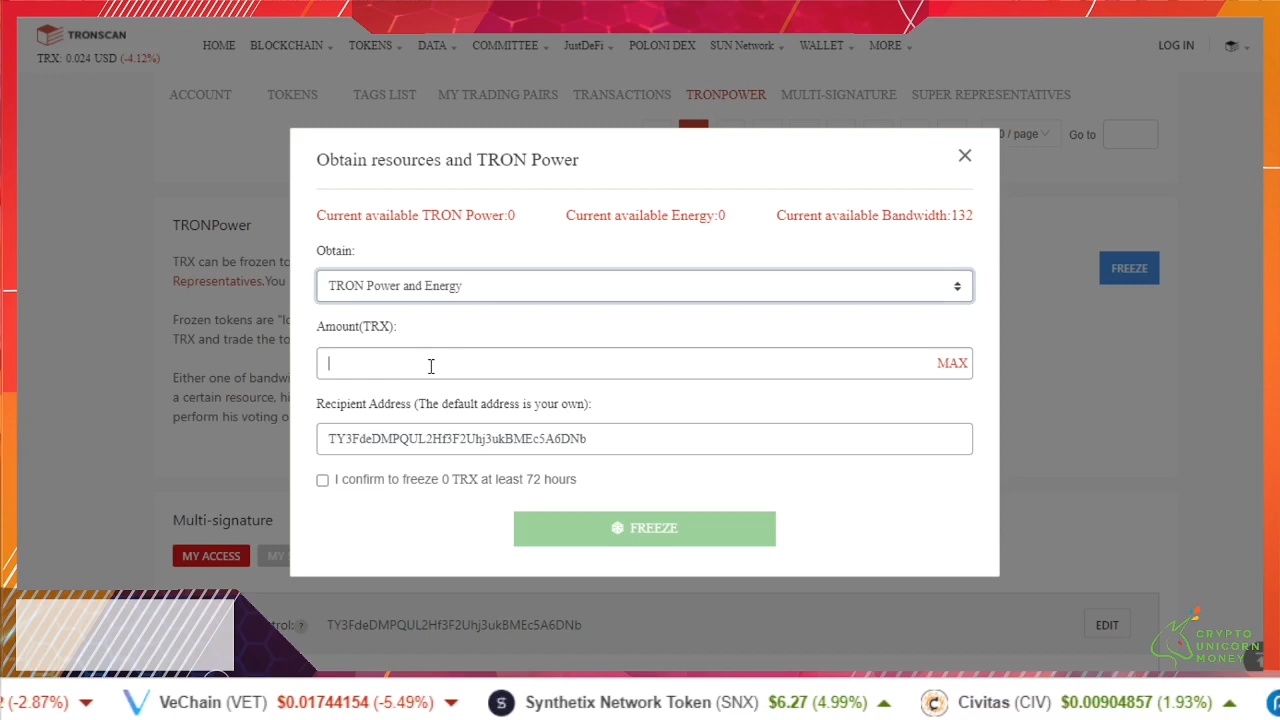 TRONSCAN
TRX: 0.024 USD (-4.12%)
HOME BLOCKCHAIN TOKENS DATA COMMITTEE JustDeFi POLONI DEX SUN Network WALLET MORE LOG IN
ACCOUNT TOKENS TAGS LIST MY TRADING PAIRS TRANSACTIONS TRONPOWER MULTI-SIGNATURE SUPER REPRESENTATIVES
0 / page Go to
Obtain resources and TRON Power
Current available TRON Power:0 Current available Energy:0 Current available Bandwidth:132
Obtain:
TRON Power and Energy
Amount(TRX):
MAX
Recipient Address (The default address is your own):
TY3FdeDMPQUL2Hf3F2Uhj3ukBMEc5A6DNb
I confirm to freeze 0 TRX at least 72 hours
FREEZE
TRONPower
TRX can be frozen to
Representatives.You
FREEZE
Frozen tokens are "lo
TRX and trade the to
Either one of bandwi
a certain resource, hi
perform his voting o
Multi-signature
MY ACCESS MY
trol: ? TY3FdeDMPQUL2Hf3F2Uhj3ukBMEc5A6DNb EDIT
CRYPTO
UNICORN
MONEY
2 (-2.87%) VeChain (VET) $0.01744154 (-5.49%) Synthetix Network Token (SNX) $6.27 (4.99%) Civitas (CIV) $0.00904857 (1.93%)